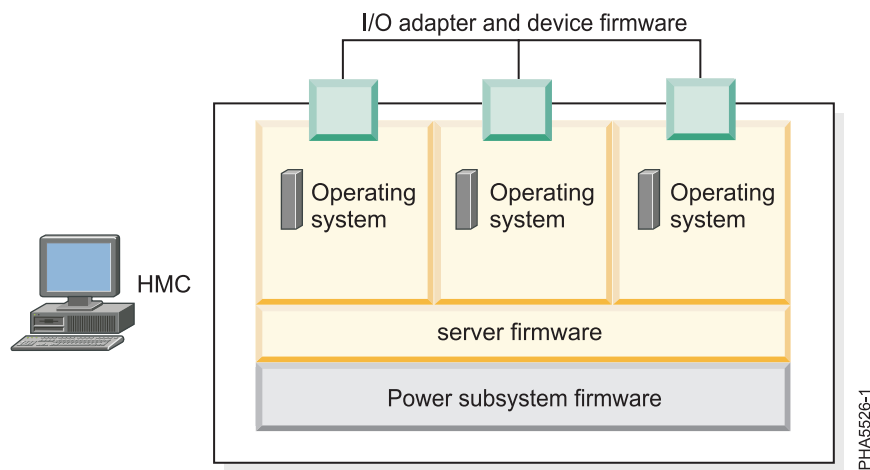 I/O adapter and device firmware
Operating
system
Operating
system
Operating
system
HMC
server firmware
Power subsystem firmware
PHA5526-1